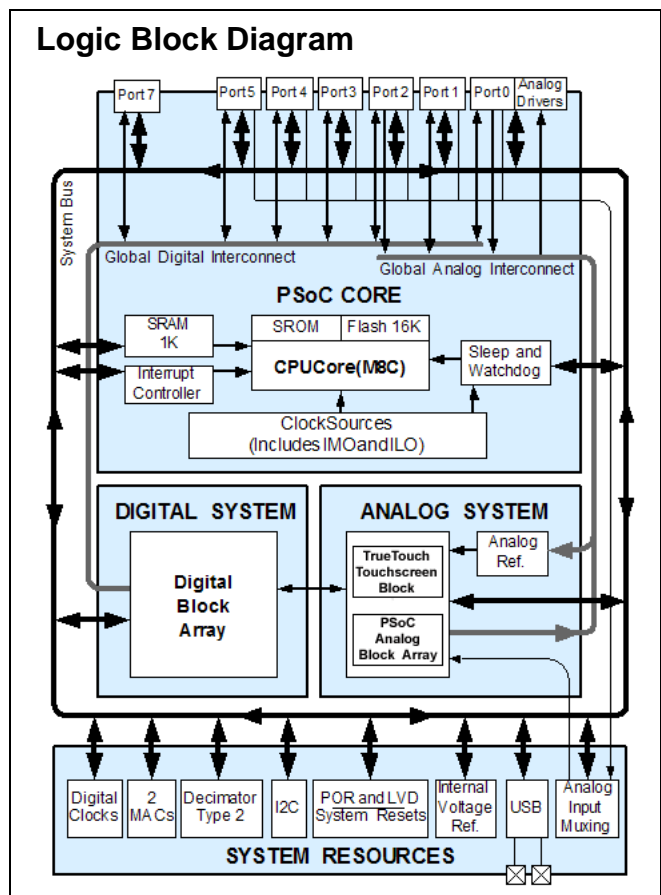 Logic Block Diagram
Port 7
Port5
Port 4
Port 3
Port 2
Port 1
Port 0
Analog
Drivers
System Bus
Global Digital Interconnect
Global Analog Interconnect
PSoC CORE
SRAM
1K
SROM
Flash 16K
CPUCore(M8C)
Sleep and
Watchdog
Interrupt
Controller
ClockSources
(Includes IMOandILO)
DIGITAL SYSTEM
Digital
Block
Array
ANALOG SYSTEM
TrueTouch
Touchscreen
Block
Analog
Ref.
PSoC
Analog
Block Array
Digital
Clocks
2
MACs
Decimator
Type 2
I2C
POR and LVD
System Resets
Internal
Voltage
Ref.
USB
Analog
Input
Muxing
SYSTEM RESOURCES